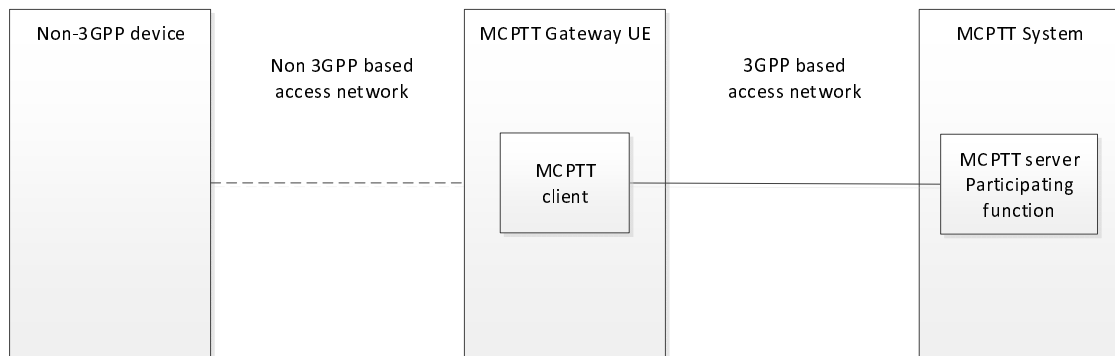 Non-3GPP device
MCPTT Gateway UE
MCPTT System
Non 3GPP based
access network
3GPP based
access network
MCPTT
client
MCPTT server
Participating
function